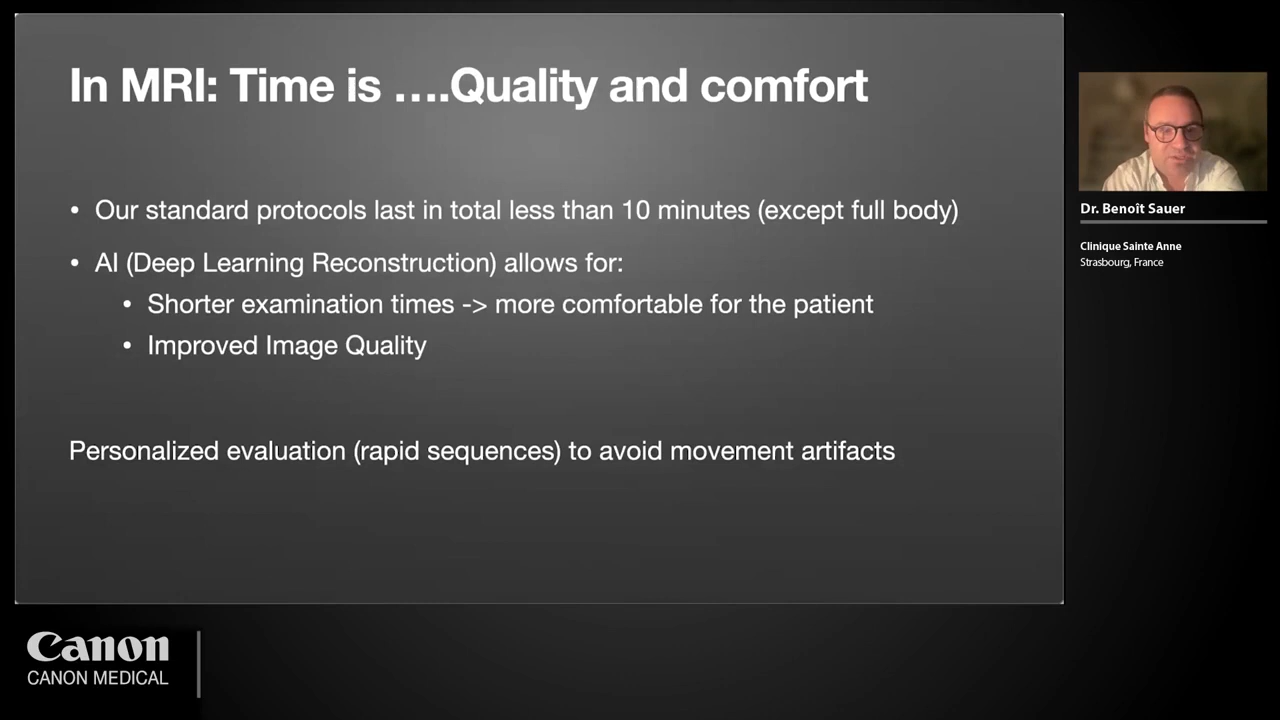 In MRI: Time is ….Quality and comfort
• Our standard protocols last in total less than 10 minutes (except full body)
• AI (Deep Learning Reconstruction) allows for:
• Shorter examination times -> more comfortable for the patient
• Improved Image Quality
Personalized evaluation (rapid sequences) to avoid movement artifacts
Dr. Benoît Sauer
Clinique Sainte Anne
Strasbourg, France
Canon
CANON MEDICAL